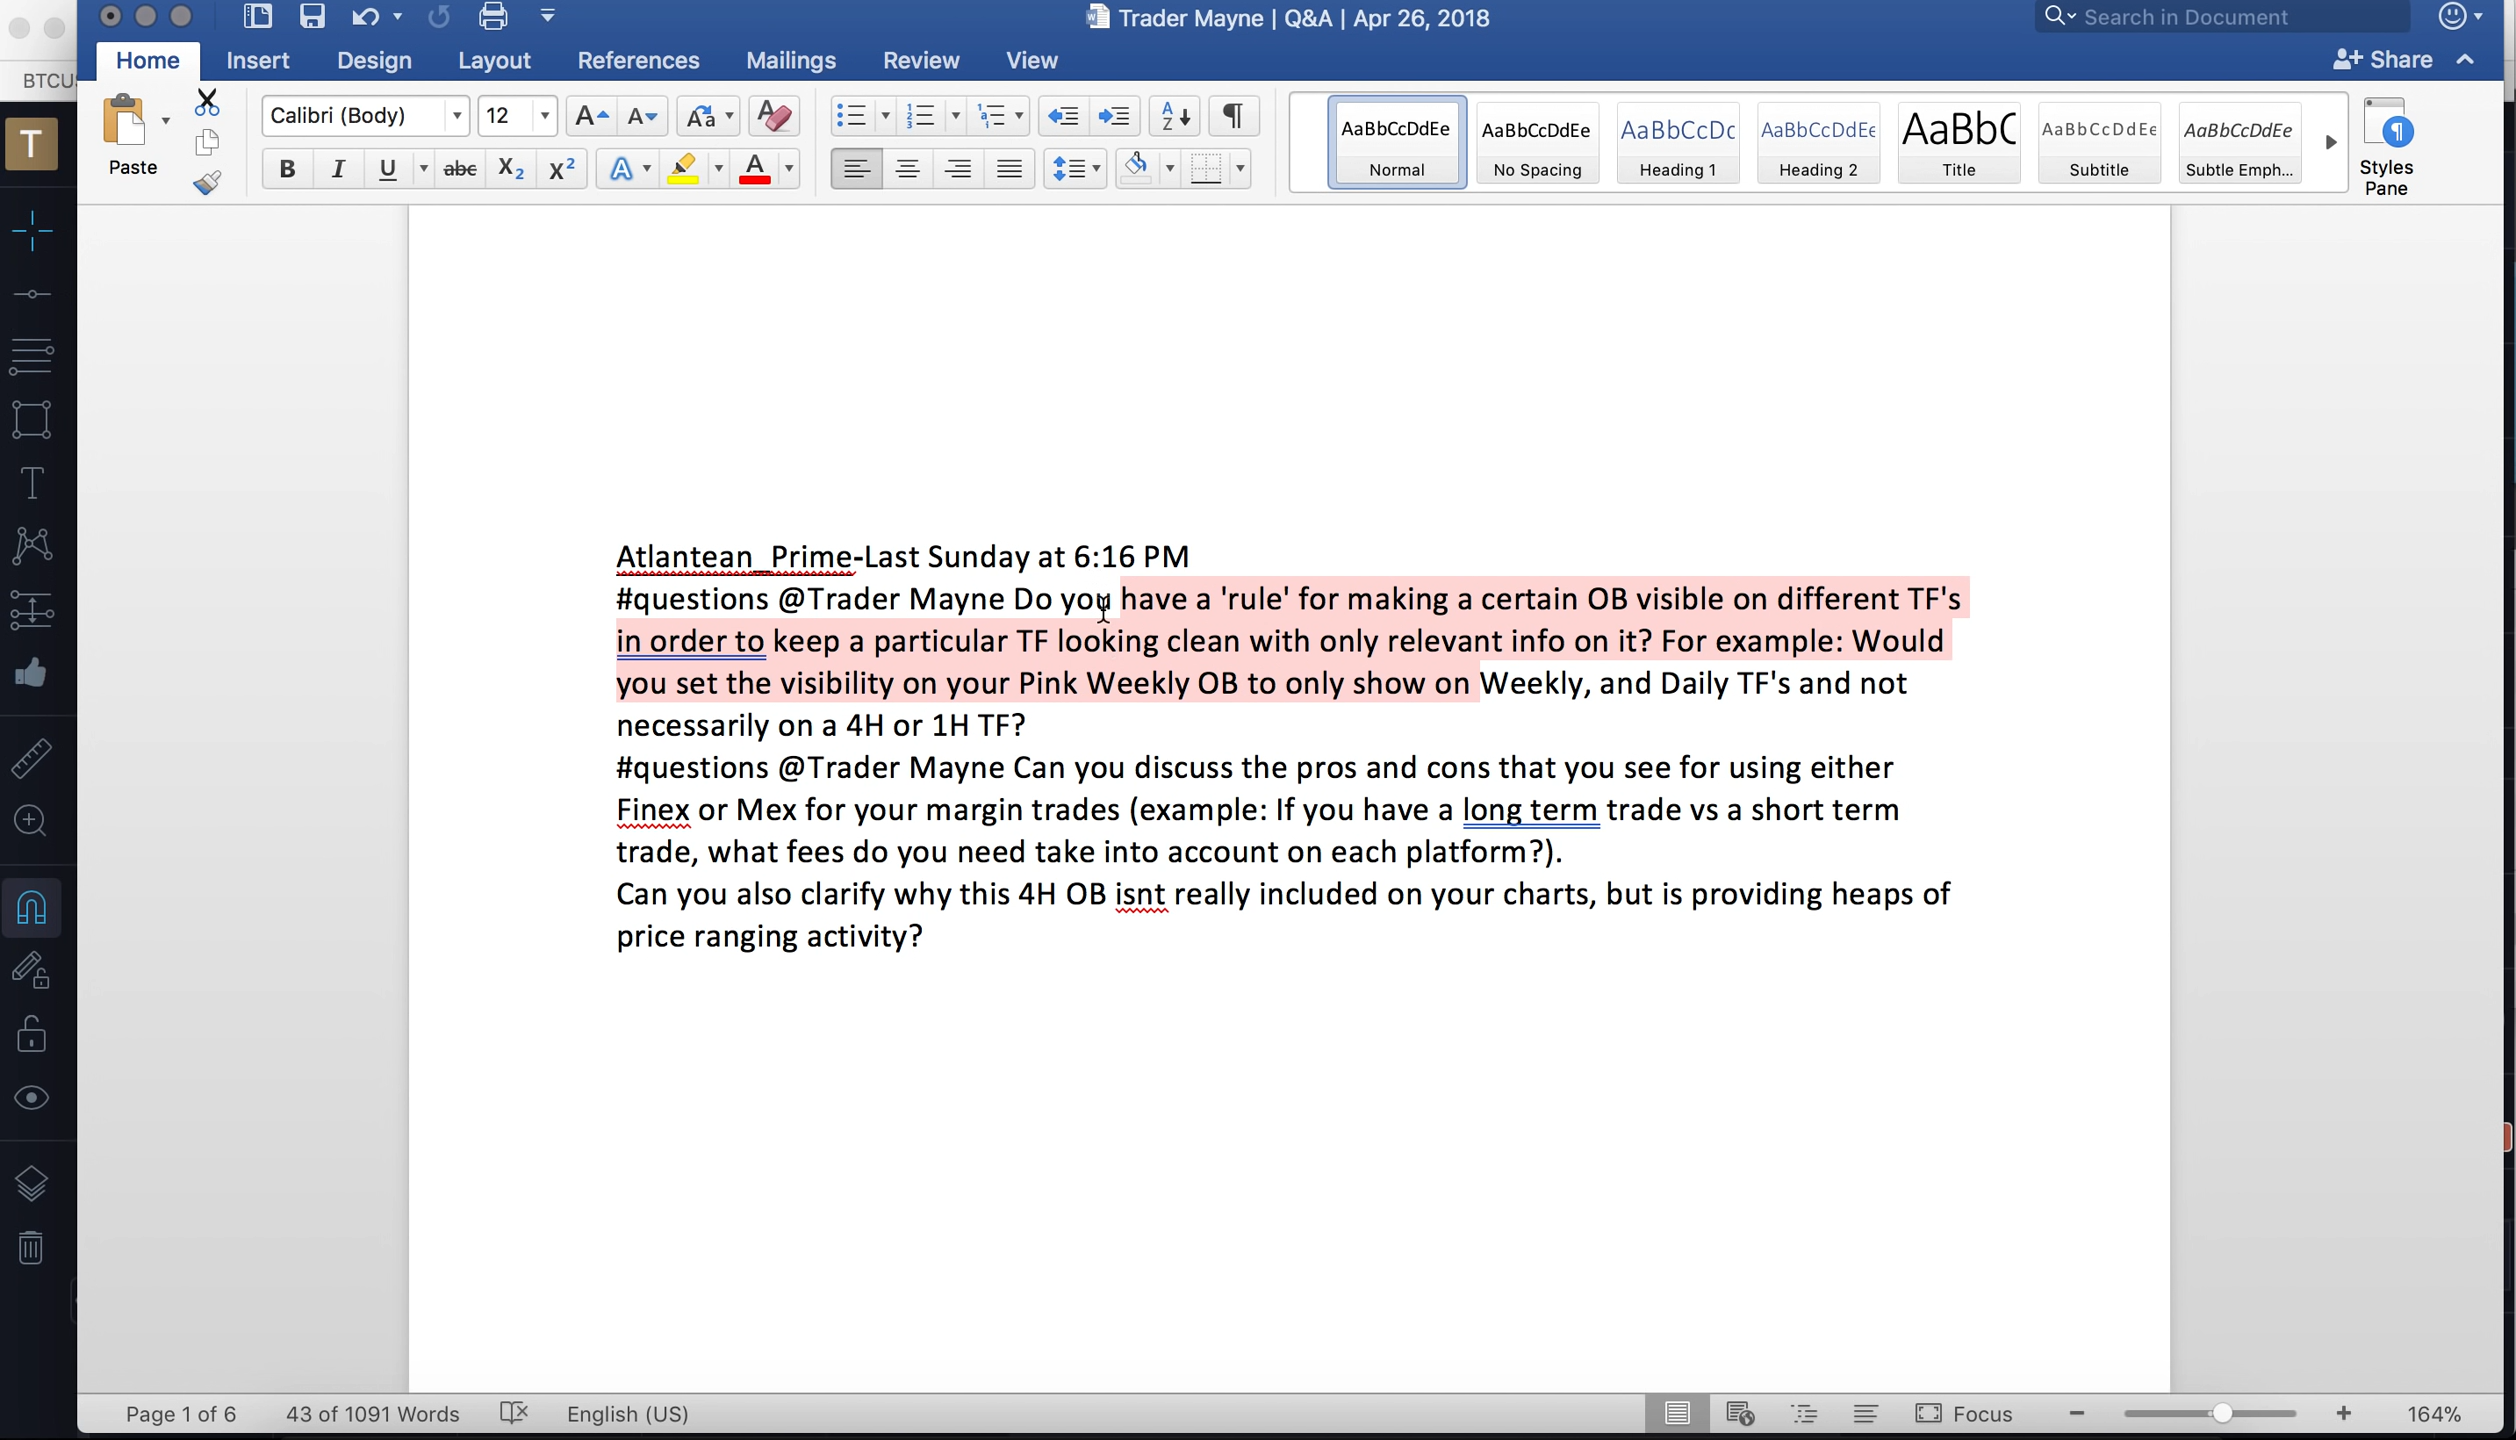 Trader Mayne | Q&A | Apr 26, 2018
Search in Document
Home Insert Design Layout References Mailings Review View
Share
BTCUS
T
Paste
Calibri (Body) 12
AaBbCcDdEe AaBbCcDdEe AaBbCcDc AaBbCcDdEe AaBbC AaBbCcDdEe AaBbCcDdEe
Normal No Spacing Heading 1 Heading 2 Title Subtitle Subtle Emph...
Styles
Pane
Atlantean_Prime-Last Sunday at 6:16 PM
#questions @Trader Mayne Do you have a 'rule' for making a certain OB visible on different TF's
in order to keep a particular TF looking clean with only relevant info on it? For example: Would
you set the visibility on your Pink Weekly OB to only show on Weekly, and Daily TF's and not
necessarily on a 4H or 1H TF?
#questions @Trader Mayne Can you discuss the pros and cons that you see for using either
Finex or Mex for your margin trades (example: If you have a long term trade vs a short term
trade, what fees do you need take into account on each platform?).
Can you also clarify why this 4H OB isnt really included on your charts, but is providing heaps of
price ranging activity?
Page 1 of 6 43 of 1091 Words English (US) Focus 164%